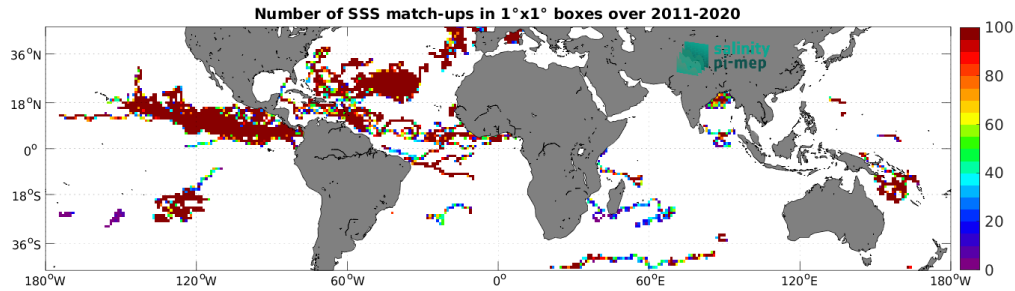 Number of SSS match-ups in 1°x1° boxes over 2011-2020
salinity
pi-mep
36°N
18°N
0°
18°S
36°S
180°W
120°W
60°W
0°
60°E
120°E
180°W
100
80
60
40
20
0